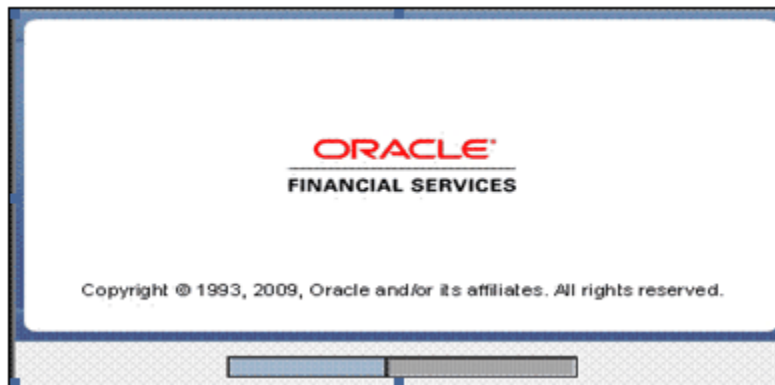 ORACLE®
FINANCIAL SERVICES
Copyright © 1993, 2009, Oracle and/or its affiliates. All rights reserved.